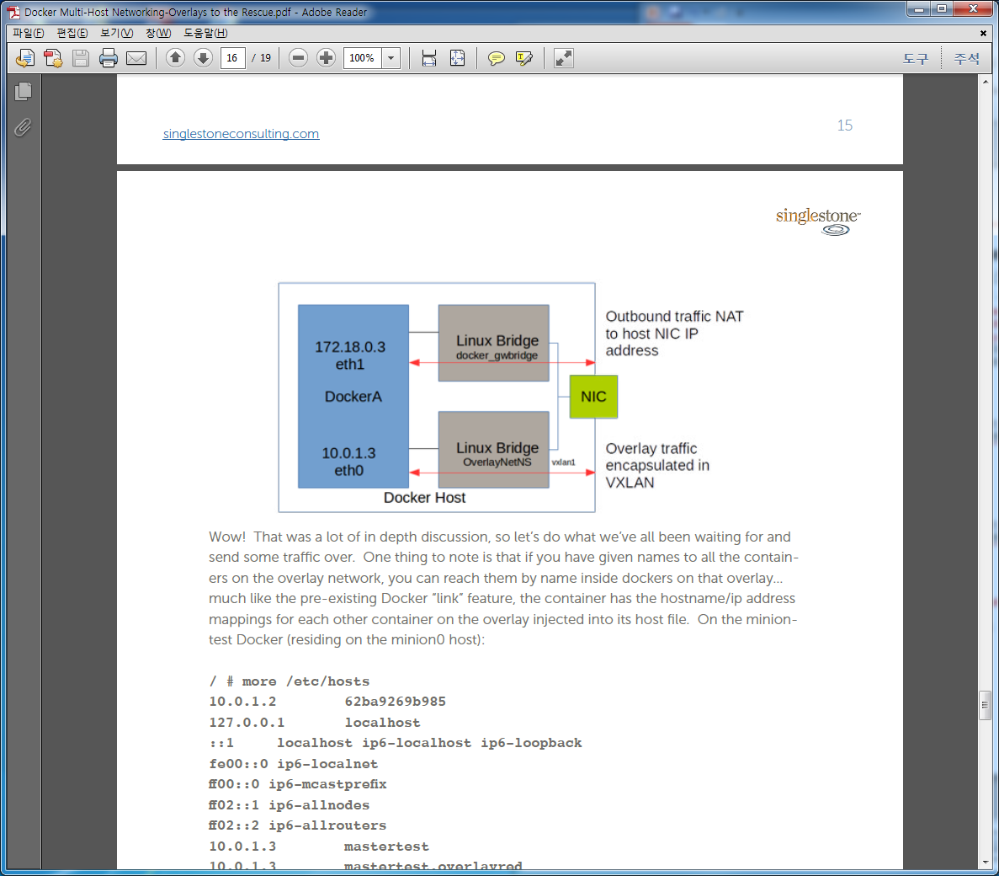 Docker Multi-Host Networking-Overlays to the Rescue.pdf - Adobe Reader
파일(F) 편집(E) 보기(V) 창(W) 도움말(H)
16 / 19 100% 도구 주석
singlestoneconsulting.com 15
singlestone
172.18.0.3
eth1
DockerA
10.0.1.3
eth0
Linux Bridge
docker_gwbridge
Linux Bridge
OverlayNetNS
vxlan1
NIC
Docker Host
Outbound traffic NAT
to host NIC IP
address
Overlay traffic
encapsulated in
VXLAN
Wow!  That was a lot of in depth discussion, so let’s do what we’ve all been waiting for and
send some traffic over.  One thing to note is that if you have given names to all the contain-
ers on the overlay network, you can reach them by name inside dockers on that overlay...
much like the pre-existing Docker “link” feature, the container has the hostname/ip address
mappings for each other container on the overlay injected into its host file.  On the minion-
test Docker (residing on the minion0 host):
/ # more /etc/hosts
10.0.1.2 62ba9269b985
127.0.0.1 localhost
::1 localhost ip6-localhost ip6-loopback
fe00::0 ip6-localnet
ff00::0 ip6-mcastprefix
ff02::1 ip6-allnodes
ff02::2 ip6-allrouters
10.0.1.3 mastertest
10.0.1.3 mastertest.overlayred